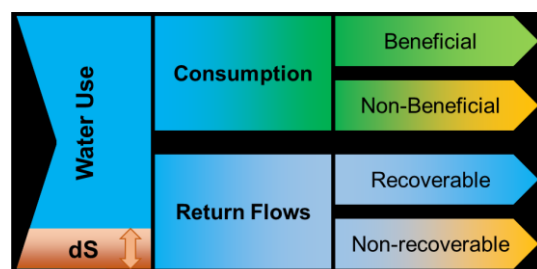 Water Use
dS
Consumption
Beneficial
Non-Beneficial
Return Flows
Recoverable
Non-recoverable